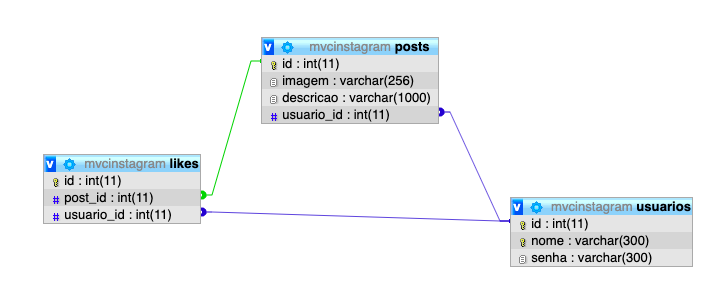 mvcinstagram posts
id : int(11)
imagem : varchar(256)
descricao : varchar(1000)
# usuario_id : int(11)
mvcinstagram likes
id : int(11)
# post_id : int(11)
# usuario_id : int(11)
mvcinstagram usuarios
id : int(11)
nome : varchar(300)
senha : varchar(300)